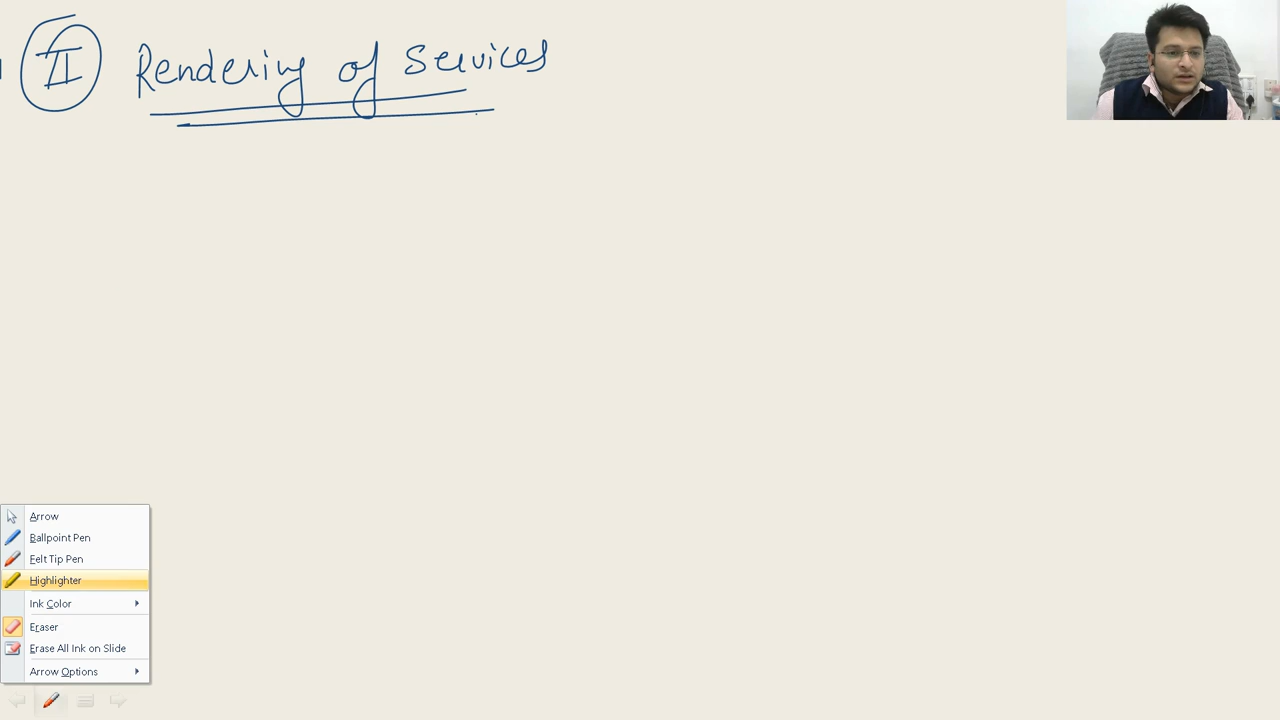 II Rendering of Services
Arrow
Ballpoint Pen
Felt Tip Pen
Highlighter
Ink Color
Eraser
Erase All Ink on Slide
Arrow Options